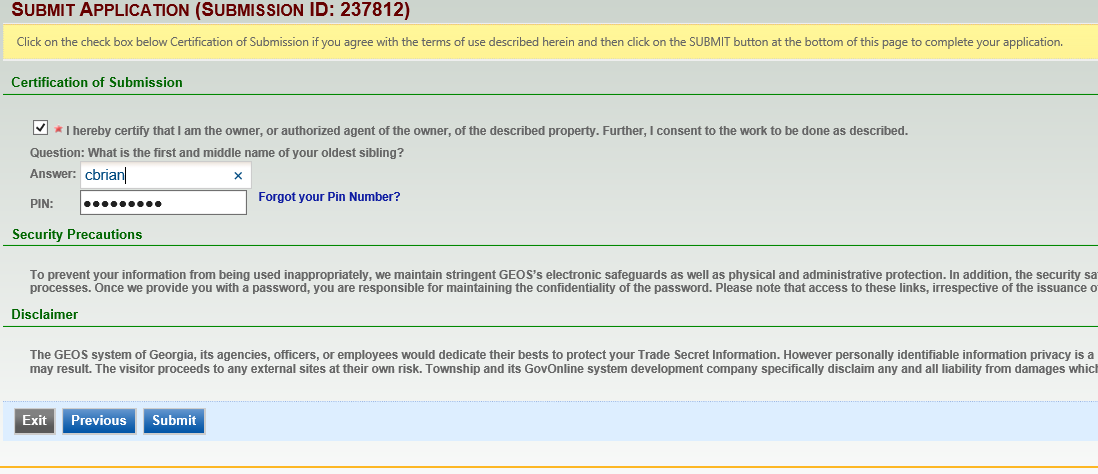 SUBMIT APPLICATION (SUBMISSION ID: 237812)
Click on the check box below Certification of Submission if you agree with the terms of use described herein and then click on the SUBMIT button at the bottom of this page to complete your application.
Certification of Submission
* I hereby certify that I am the owner, or authorized agent of the owner, of the described property. Further, I consent to the work to be done as described.
Question: What is the first and middle name of your oldest sibling?
Answer: cbrian ×
PIN: ●●●●●●●●● Forgot your Pin Number?
Security Precautions
To prevent your information from being used inappropriately, we maintain stringent GEOS's electronic safeguards as well as physical and administrative protection. In addition, the security sa
processes. Once we provide you with a password, you are responsible for maintaining the confidentiality of the password. Please note that access to these links, irrespective of the issuance o
Disclaimer
The GEOS system of Georgia, its agencies, officers, or employees would dedicate their bests to protect your Trade Secret Information. However personally identifiable information privacy is a
may result. The visitor proceeds to any external sites at their own risk. Township and its GovOnline system development company specifically disclaim any and all liability from damages which
Exit Previous Submit